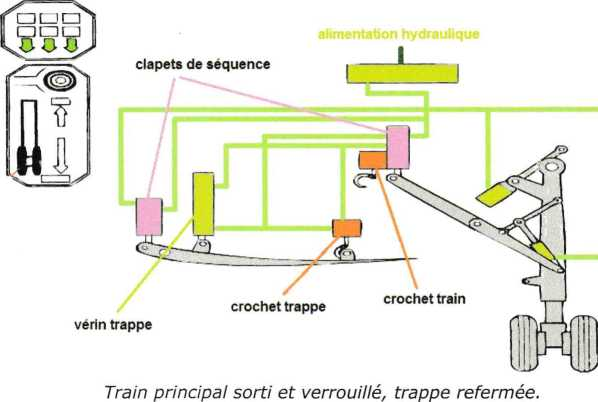 alimentation hydraulique
clapets de séquence
crochet train
crochet trappe
vérin trappe
Train principal sorti et verrouillé, trappe refermée.